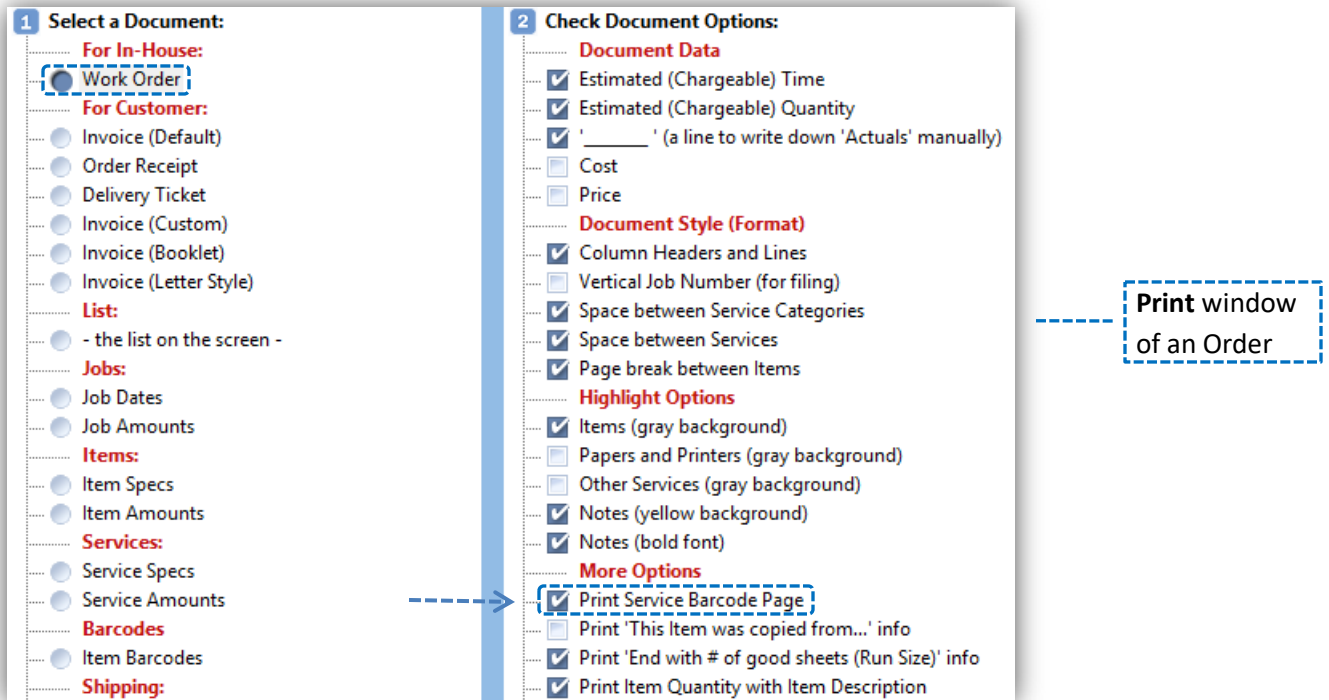 1 Select a Document:
For In-House:
Work Order
For Customer:
Invoice (Default)
Order Receipt
Delivery Ticket
Invoice (Custom)
Invoice (Booklet)
Invoice (Letter Style)
List:
- the list on the screen -
Jobs:
Job Dates
Job Amounts
Items:
Item Specs
Item Amounts
Services:
Service Specs
Service Amounts
Barcodes
Item Barcodes
Shipping:
2 Check Document Options:
Document Data
Estimated (Chargeable) Time
Estimated (Chargeable) Quantity
'_______ ' (a line to write down 'Actuals' manually)
Cost
Price
Document Style (Format)
Column Headers and Lines
Vertical Job Number (for filing)
Space between Service Categories
Space between Services
Page break between Items
Highlight Options
Items (gray background)
Papers and Printers (gray background)
Other Services (gray background)
Notes (yellow background)
Notes (bold font)
More Options
Print Service Barcode Page
Print 'This Item was copied from...' info
Print 'End with # of good sheets (Run Size)' info
Print Item Quantity with Item Description
Print window
of an Order